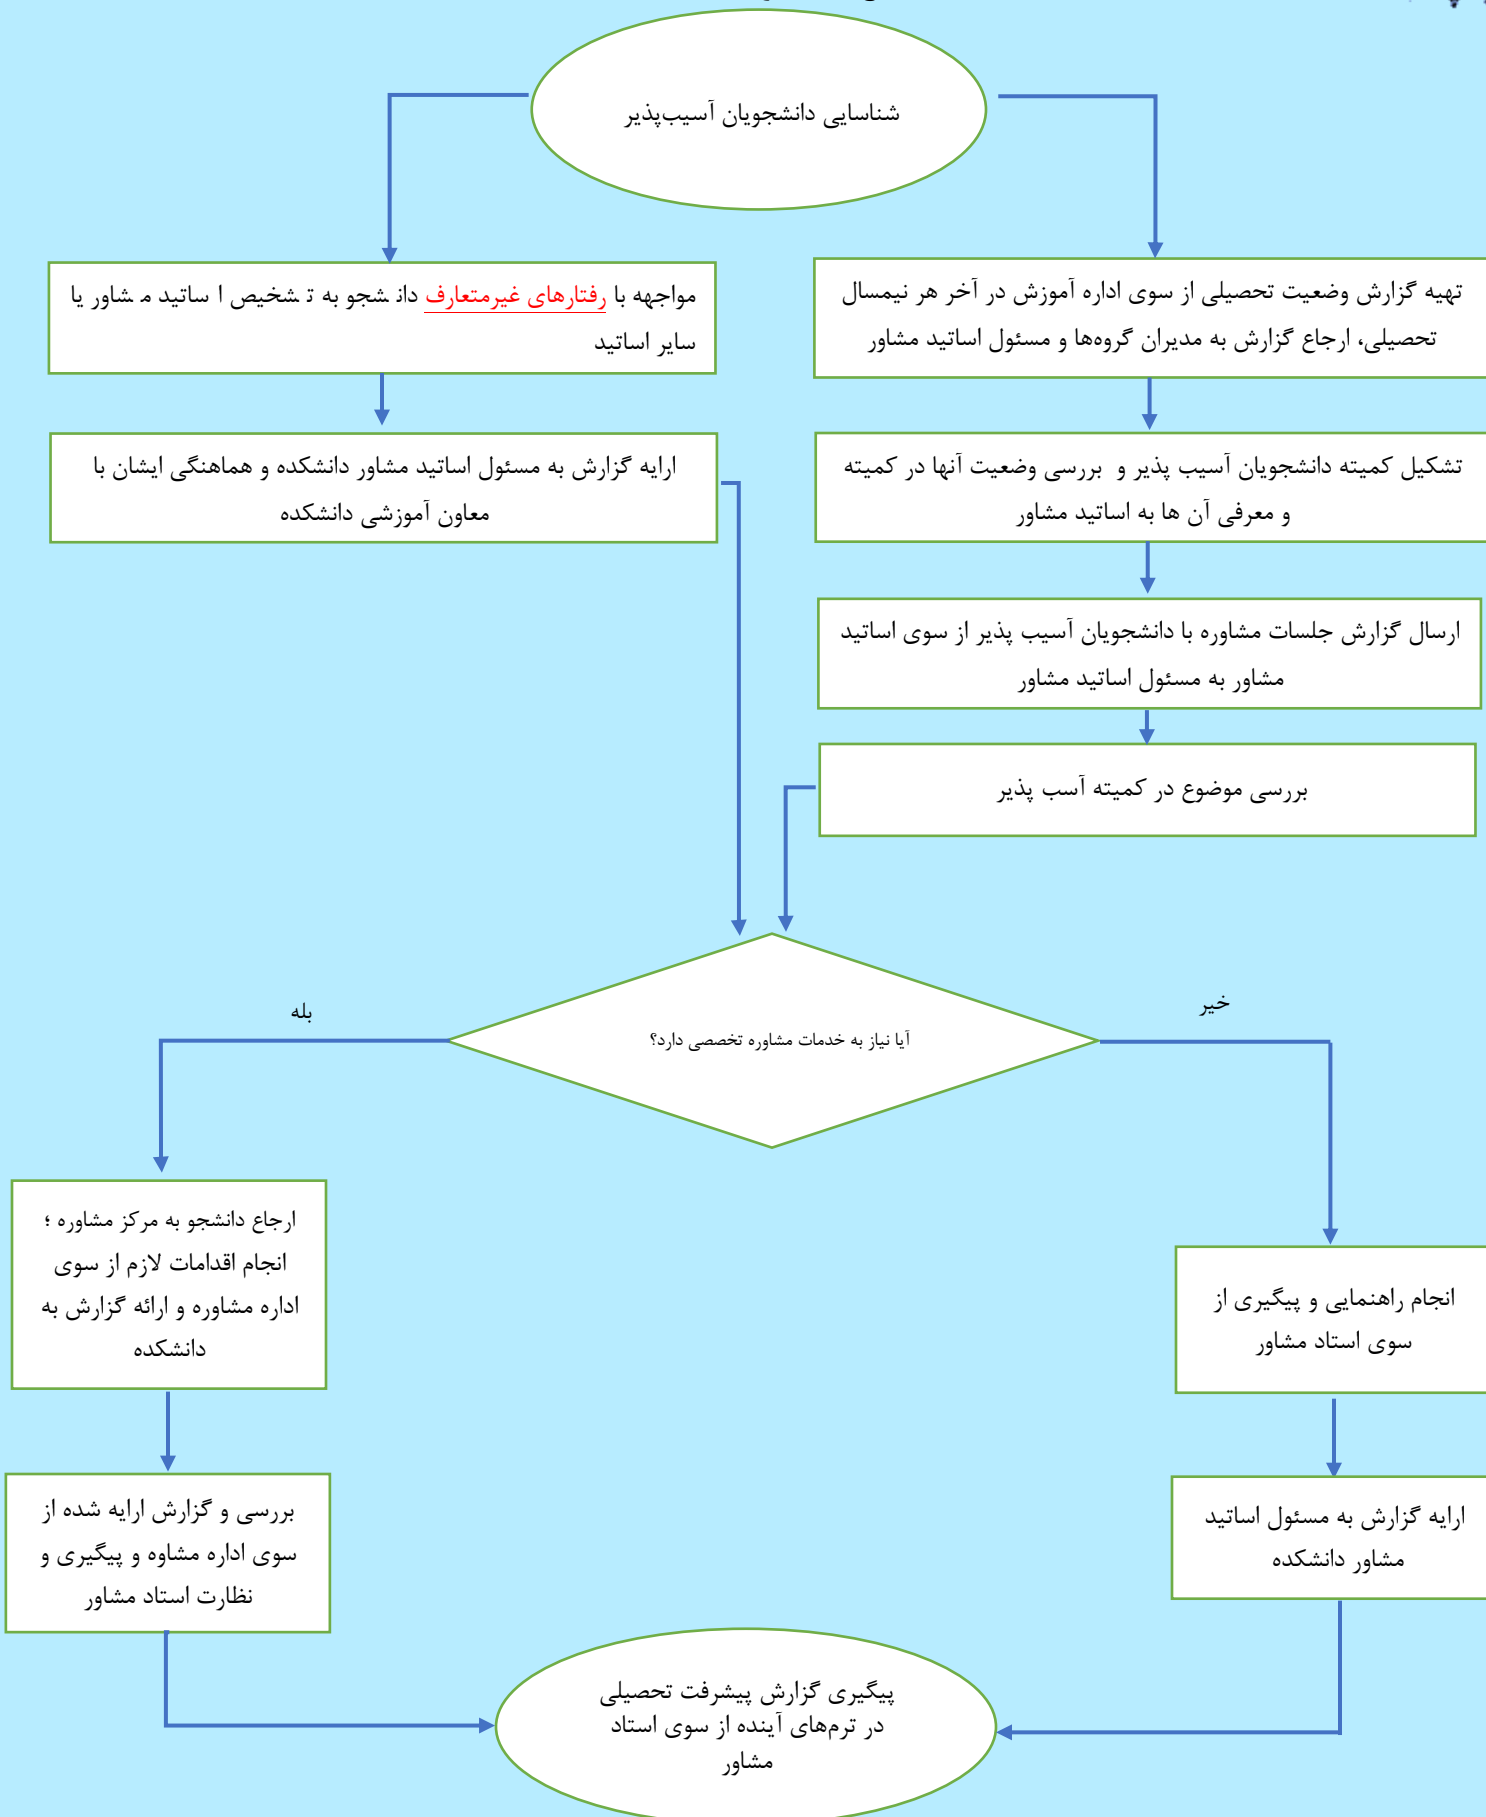 شناسایی دانشجویان آسیب‌پذیر
تهیه گزارش وضعیت تحصیلی از سوی اداره آموزش در آخر هر نیمسال
تحصیلی، ارجاع گزارش به مدیران گروه‌ها و مسئول اساتید مشاور
مواجهه با رفتارهای غیرمتعارف دانشجو به تشخیص اساتید مشاور یا
سایر اساتید
تشکیل کمیته دانشجویان آسیب پذیر و بررسی وضعیت آنها در کمیته
و معرفی آن ها به اساتید مشاور
ارایه گزارش به مسئول اساتید مشاور دانشکده و هماهنگی ایشان با
معاون آموزشی دانشکده
ارسال گزارش جلسات مشاوره با دانشجویان آسیب پذیر از سوی اساتید
مشاور به مسئول اساتید مشاور
بررسی موضوع در کمیته آسب پذیر
آیا نیاز به خدمات مشاوره تخصصی دارد؟
خیر
بله
انجام راهنمایی و پیگیری از
سوی استاد مشاور
ارجاع دانشجو به مرکز مشاوره ؛
انجام اقدامات لازم از سوی
اداره مشاوره و ارائه گزارش به
دانشکده
ارایه گزارش به مسئول اساتید
مشاور دانشکده
بررسی و گزارش ارایه شده از
سوی اداره مشاوه و پیگیری و
نظارت استاد مشاور
پیگیری گزارش پیشرفت تحصیلی
در ترم‌های آینده از سوی استاد
مشاور